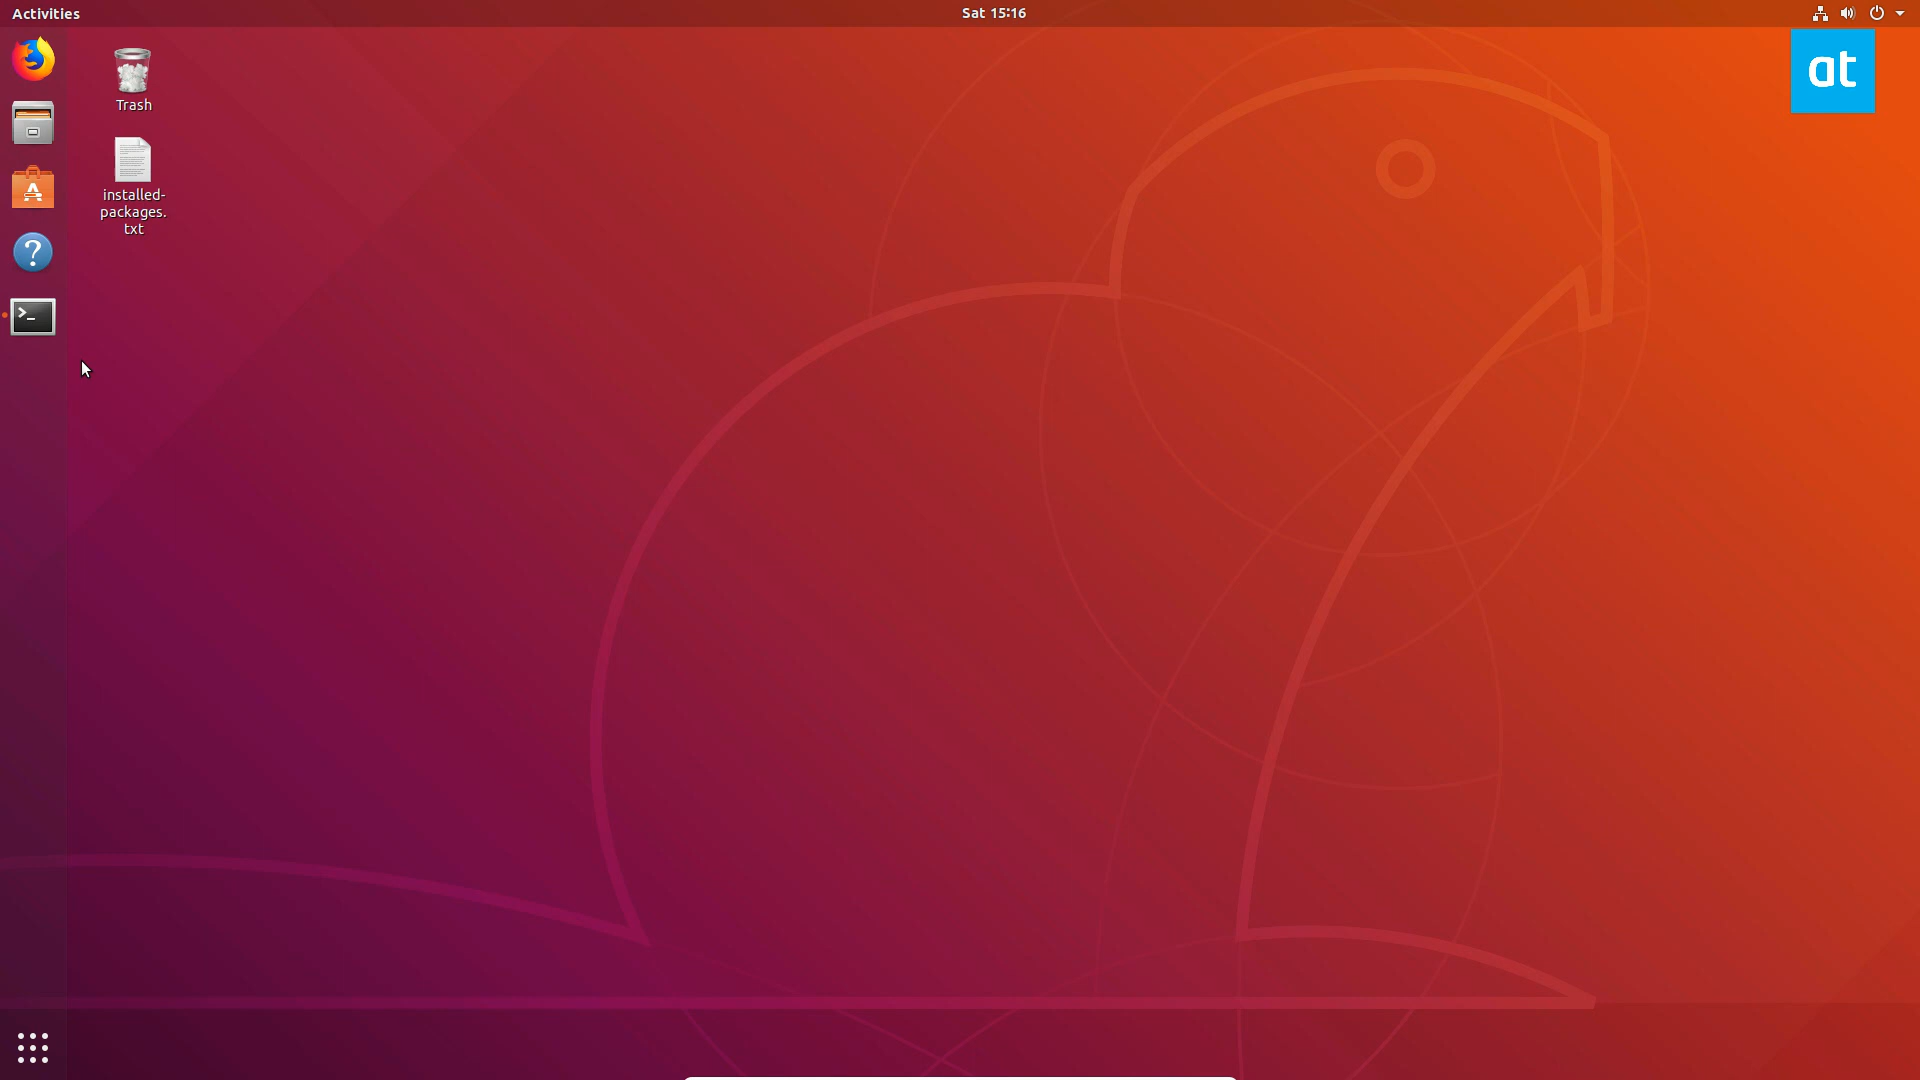 Activities
Sat 15:16
at
Trash
installed-
packages.
txt